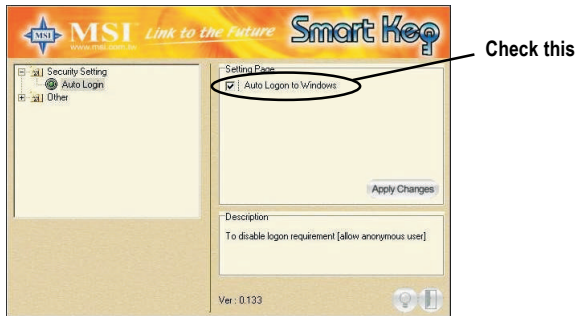 MSI
MSI Link to the Future Smart Key
www.msi.com.tw
Check this
Security Setting
Auto Login
Other
Setting Page
Auto Logon to Windows
Apply Changes
Description
To disable logon requirement [allow anonymous user]
Ver : 0.133